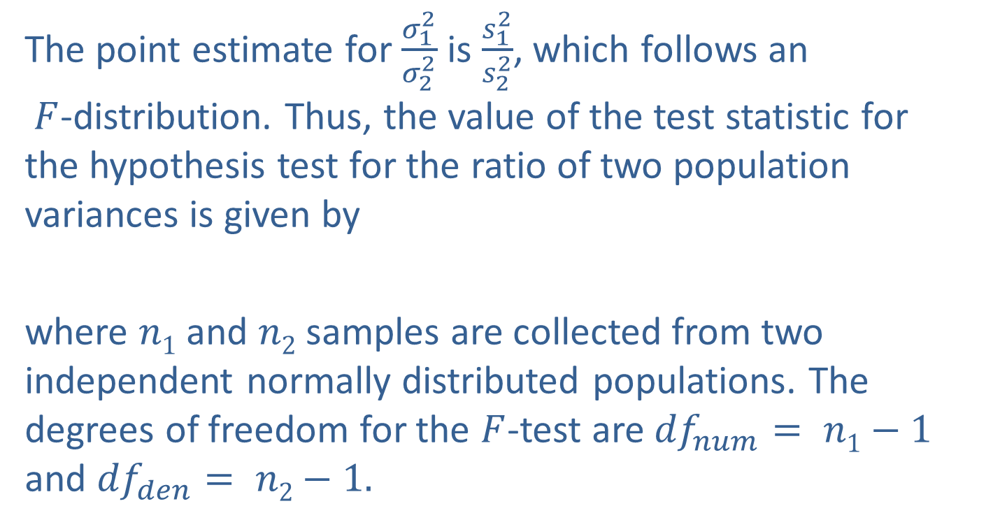 The point estimate for $\frac{\sigma_1^2}{\sigma_2^2}$ is $\frac{s_1^2}{s_2^2}$, which follows an
$F$-distribution. Thus, the value of the test statistic for
the hypothesis test for the ratio of two population
variances is given by
where $n_1$ and $n_2$ samples are collected from two
independent normally distributed populations. The
degrees of freedom for the $F$-test are $df_{num} = n_1 - 1$
and $df_{den} = n_2 - 1$.